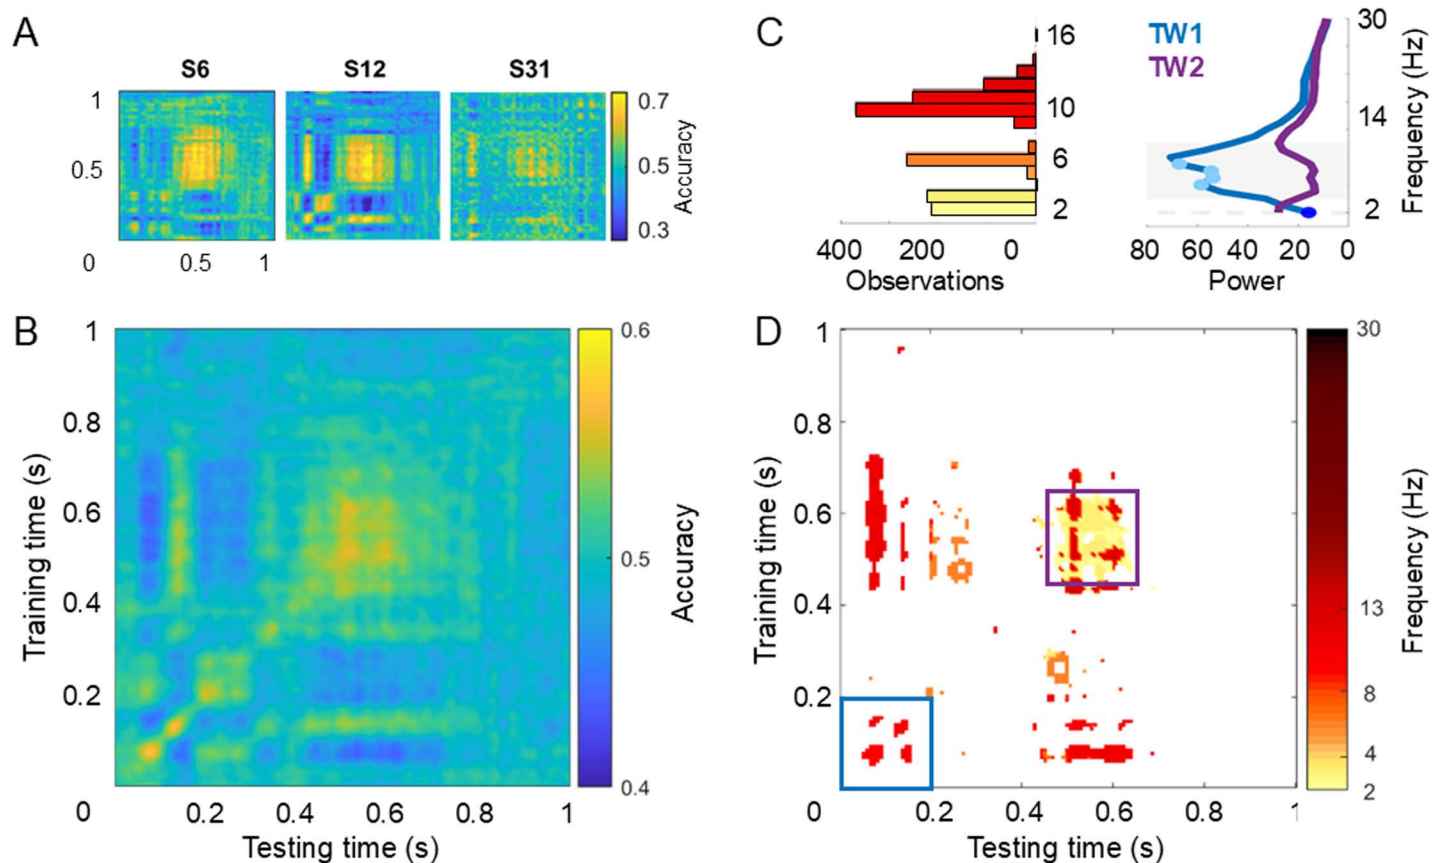 A
S6
S12
S31
1
0.5
0
0.5
1
0.7
0.5
0.3
Accuracy
C
16
10
6
2
400
200
0
Observations
TW1
TW2
30
14
2
Frequency (Hz)
80
60
40
20
0
Power
B
1
0.8
0.6
0.4
0.2
0
0.2
0.4
0.6
0.8
1
Training time (s)
Testing time (s)
0.6
0.5
0.4
Accuracy
D
1
0.8
0.6
0.4
0.2
0
0.2
0.4
0.6
0.8
1
Training time (s)
Testing time (s)
30
13
8
4
2
Frequency (Hz)